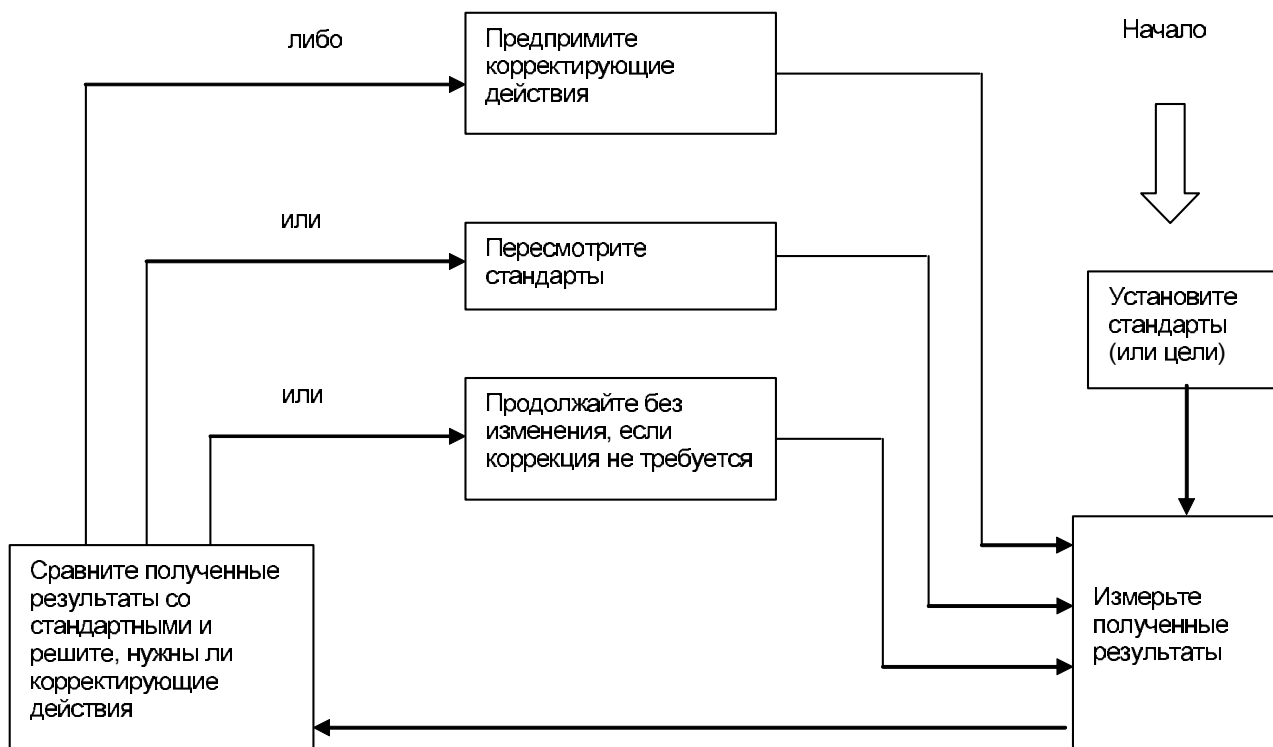 либо
Предпримите
корректирующие
действия
Начало
или
Пересмотрите
стандарты
Установите
стандарты
(или цели)
или
Продолжайте без
изменения, если
коррекция не требуется
Сравните полученные
результаты со
стандартными и
решите, нужны ли
корректирующие
действия
Измерьте
полученные
результаты